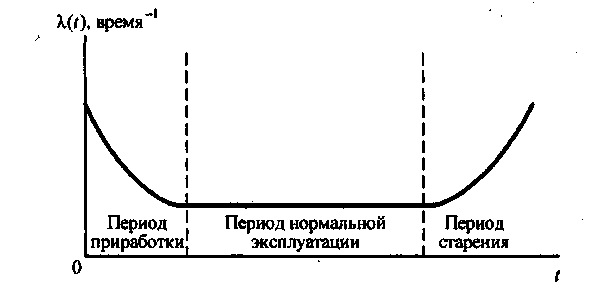 λ(t), время⁻¹
Период
приработки
Период нормальной
эксплуатации
Период
старения
0
t